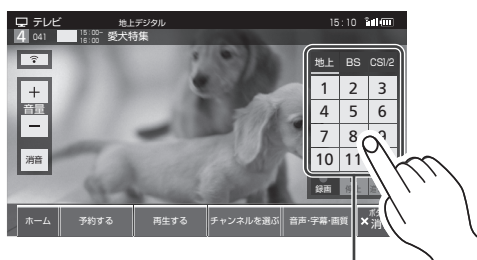 テレビ 地上デジタル 15:10
4 041 15:00-16:00 愛犬特集
地上 BS CS1/2
+ 1 2 3
音量 4 5 6
− 7 8 9
消音 10 11
録画
ホーム 予約する 再生する チャンネルを選ぶ 音声・字幕・画質 ×消